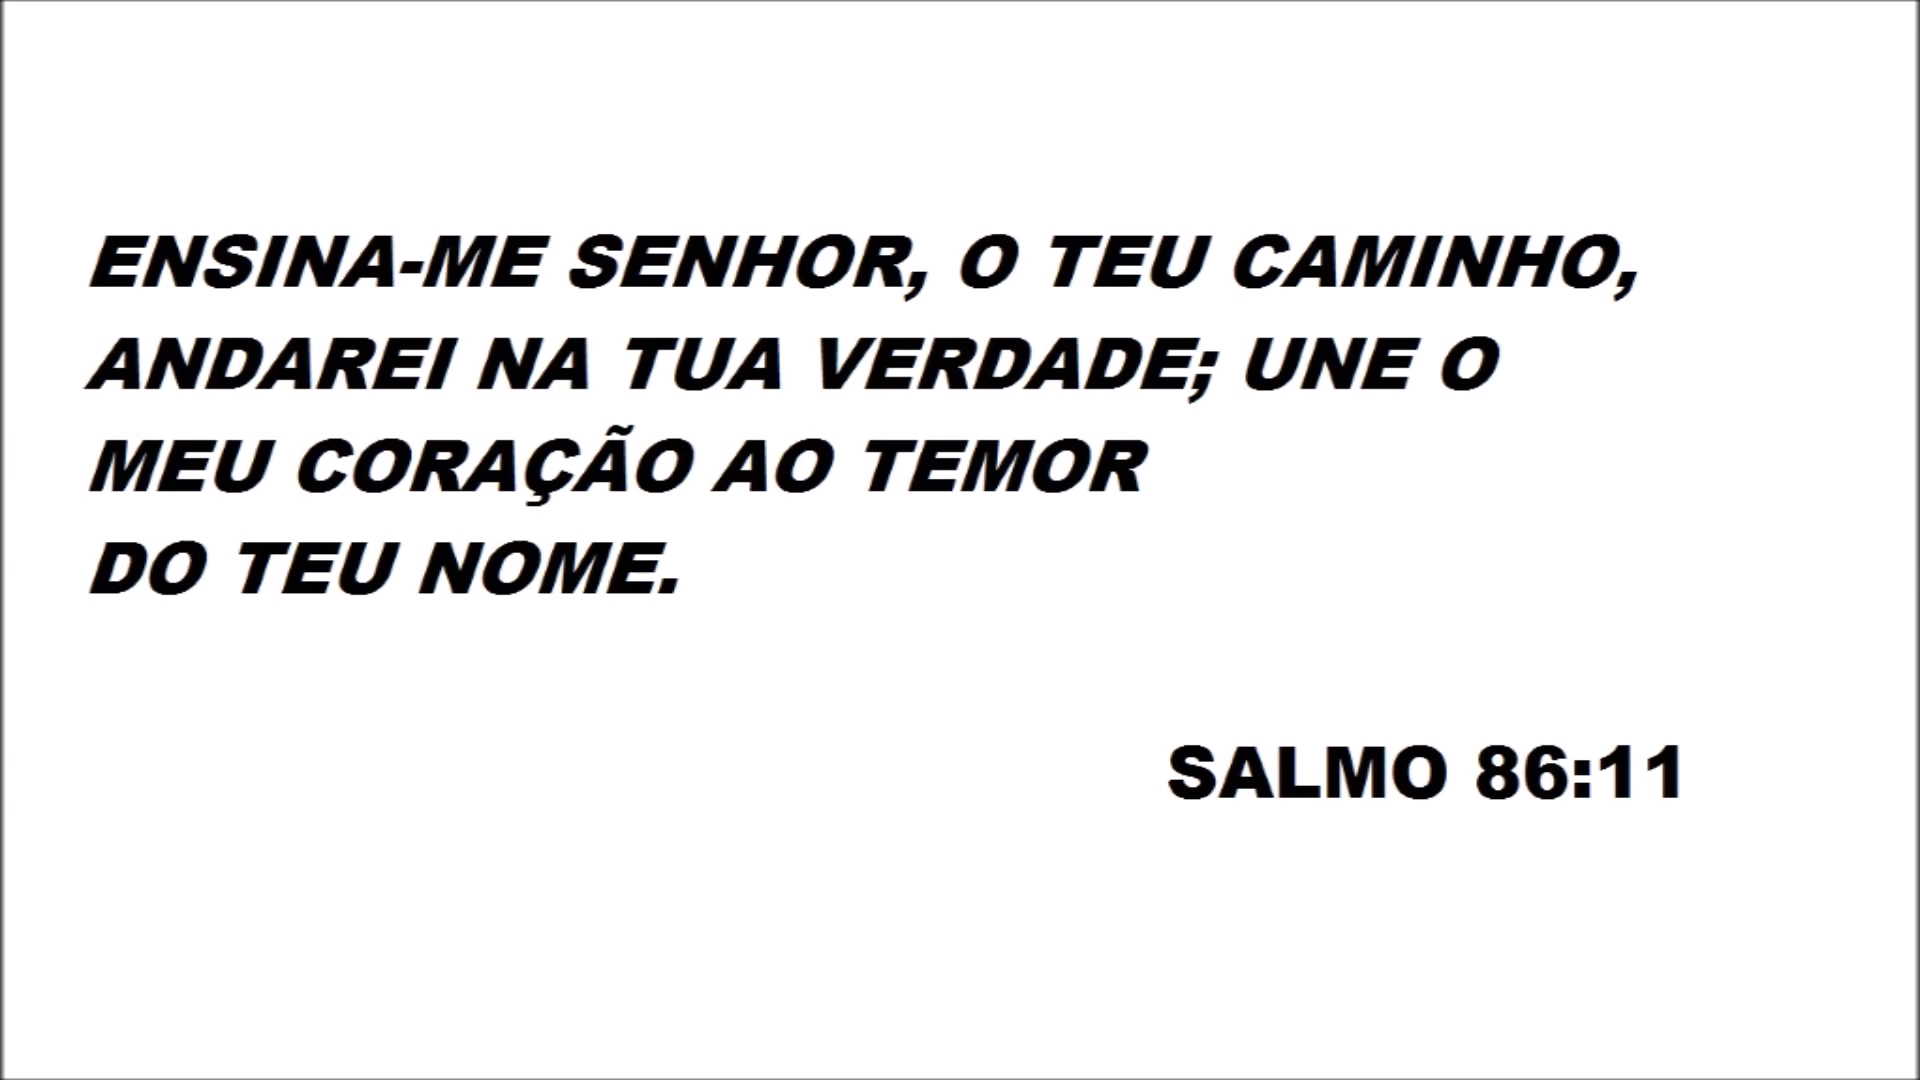 ENSINA-ME SENHOR, O TEU CAMINHO,
ANDAREI NA TUA VERDADE; UNE O
MEU CORAÇÃO AO TEMOR
DO TEU NOME.
SALMO 86:11